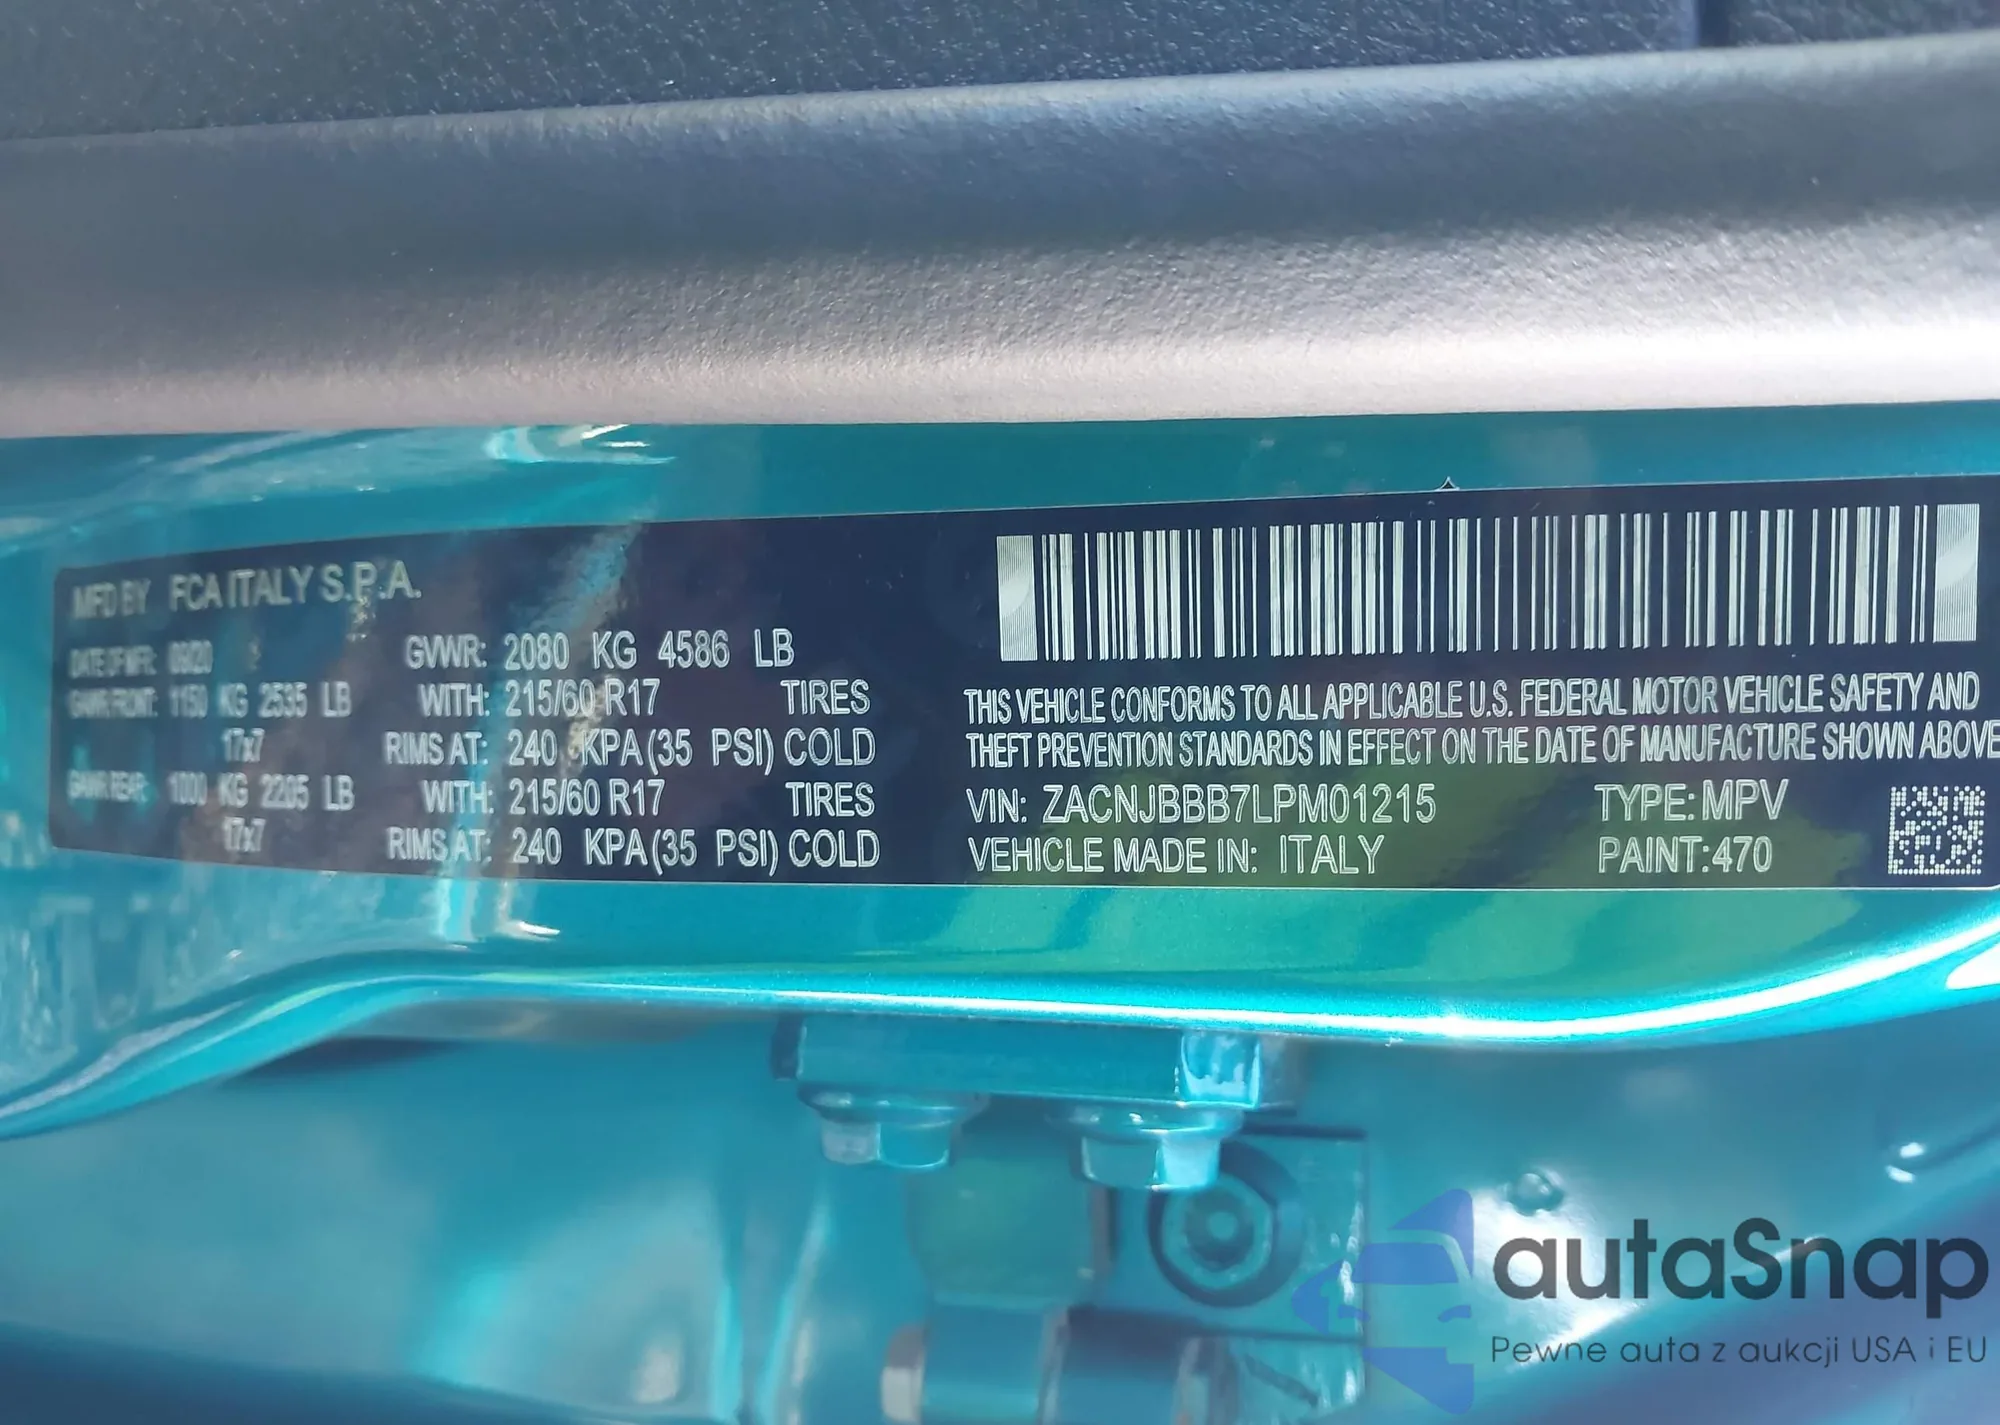 MFD BY FCA ITALY S.P.A.
DATE OF MFR: 09/20 GVWR: 2080 KG 4586 LB
GAWR FRONT: 1150 KG 2535 LB WITH: 215/60 R17 TIRES
17x7 RIMS AT: 240 KPA(35 PSI) COLD
GAWR REAR: 1000 KG 2205 LB WITH: 215/60 R17 TIRES
17x7 RIMS AT: 240 KPA(35 PSI) COLD
THIS VEHICLE CONFORMS TO ALL APPLICABLE U.S. FEDERAL MOTOR VEHICLE SAFETY AND
THEFT PREVENTION STANDARDS IN EFFECT ON THE DATE OF MANUFACTURE SHOWN ABOVE
VIN: ZACNJBBB7LPM01215 TYPE: MPV
VEHICLE MADE IN: ITALY PAINT:470
autaSnap
Pewne auta z aukcji USA i EU